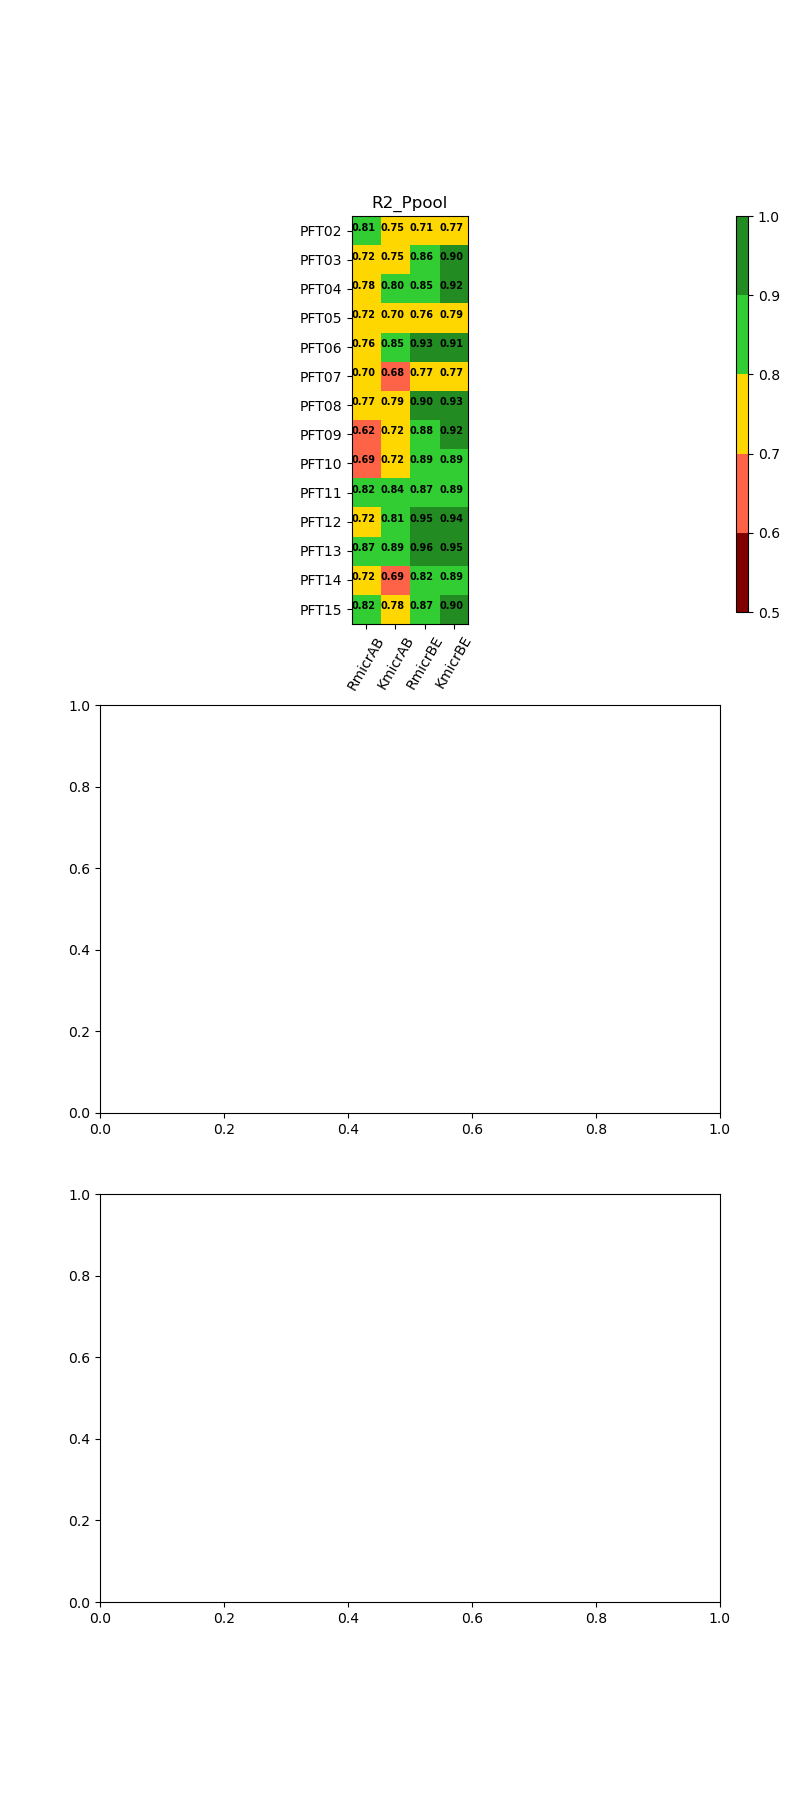 R2_Ppool
PFT02 0.81 0.75 0.71 0.77
PFT03 0.72 0.75 0.86 0.90
PFT04 0.78 0.80 0.85 0.92
PFT05 0.72 0.70 0.76 0.79
PFT06 0.76 0.85 0.93 0.91
PFT07 0.70 0.68 0.77 0.77
PFT08 0.77 0.79 0.90 0.93
PFT09 0.62 0.72 0.88 0.92
PFT10 0.69 0.72 0.89 0.89
PFT11 0.82 0.84 0.87 0.89
PFT12 0.72 0.81 0.95 0.94
PFT13 0.87 0.89 0.96 0.95
PFT14 0.72 0.69 0.82 0.89
PFT15 0.82 0.78 0.87 0.90
RmicrAB KmicrAB RmicrBE KmicrBE
1.0
0.9
0.8
0.7
0.6
0.5
1.0
0.8
0.6
0.4
0.2
0.0
0.0 0.2 0.4 0.6 0.8 1.0
1.0
0.8
0.6
0.4
0.2
0.0
0.0 0.2 0.4 0.6 0.8 1.0